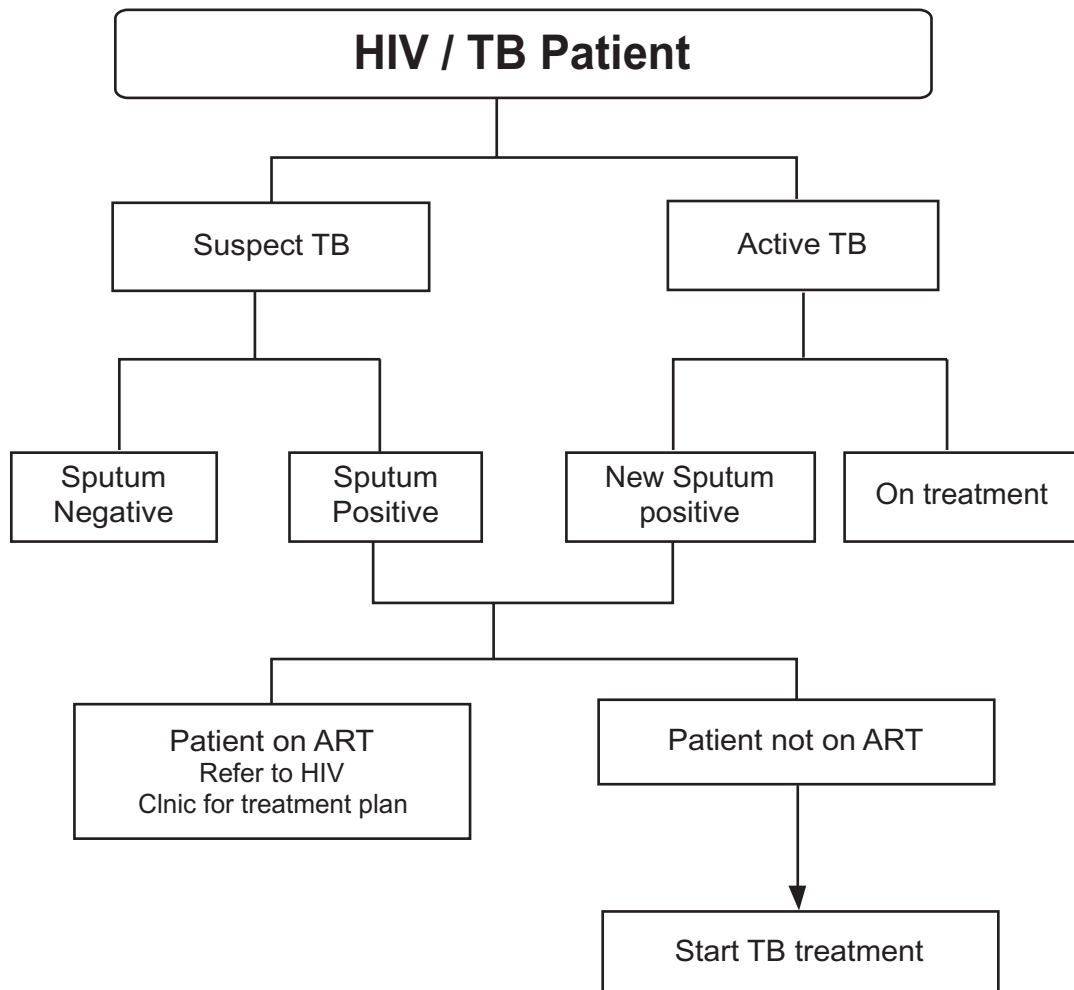 HIV / TB Patient
Suspect TB
Active TB
Sputum
Negative
Sputum
Positive
New Sputum
positive
On treatment
Patient on ART
Refer to HIV
Clnic for treatment plan
Patient not on ART
Start TB treatment